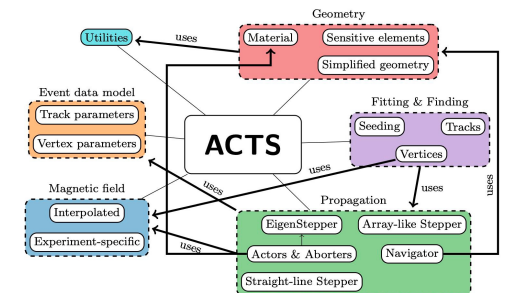 Geometry
Utilities
uses
Material
Sensitive elements
Simplified geometry
Event data model
Track parameters
Vertex parameters
ACTS
Fitting & Finding
Seeding
Tracks
Vertices
Magnetic field
Interpolated
Experiment-specific
uses
uses
uses
uses
uses
Propagation
EigenStepper
Array-like Stepper
Actors & Aborters
Navigator
Straight-line Stepper